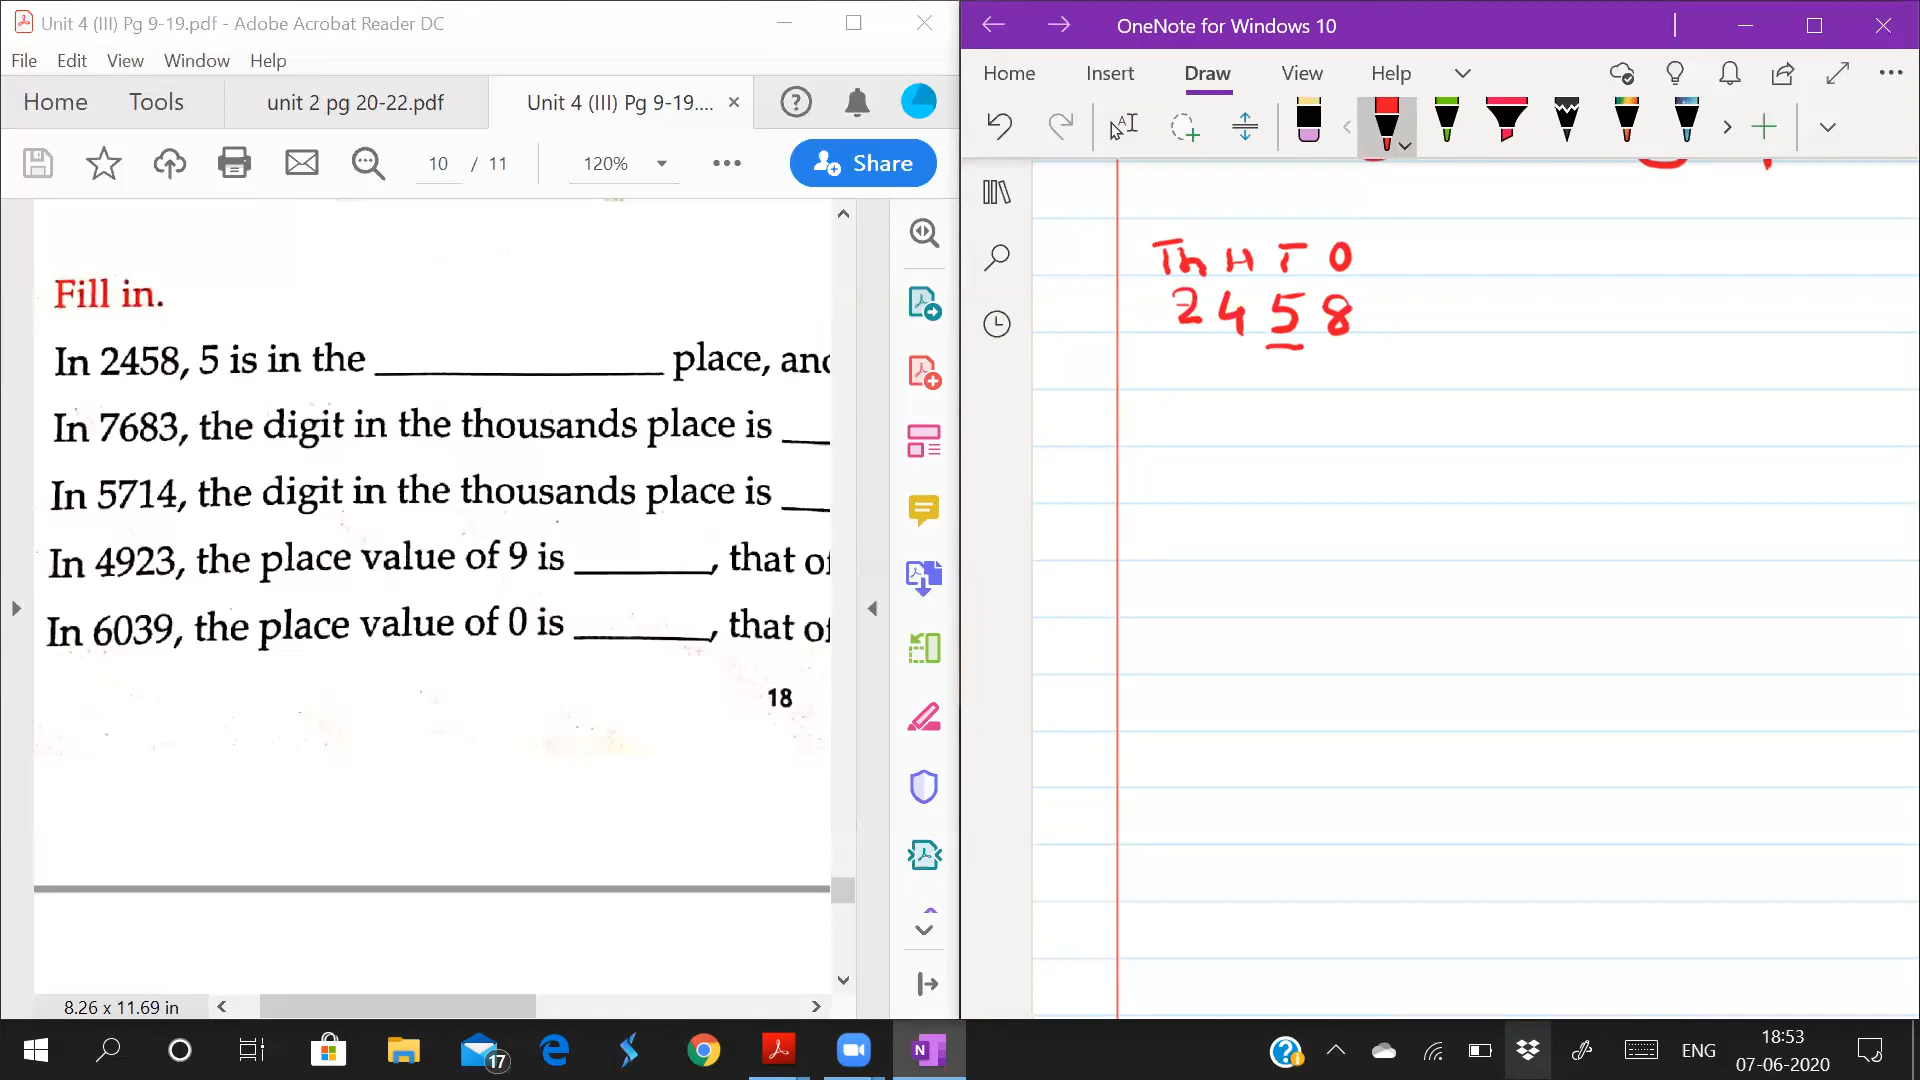 Unit 4 (III) Pg 9-19.pdf - Adobe Acrobat Reader DC
File Edit View Window Help
Home Tools unit 2 pg 20-22.pdf Unit 4 (III) Pg 9-19....
10 / 11 120% Share
Fill in.
In 2458, 5 is in the ______________ place, and
In 7683, the digit in the thousands place is __
In 5714, the digit in the thousands place is __
In 4923, the place value of 9 is _______, that of
In 6039, the place value of 0 is _______, that of
18
8.26 x 11.69 in
OneNote for Windows 10
Home Insert Draw View Help
Th H T O
2 4 5 8
17
ENG
18:53
07-06-2020